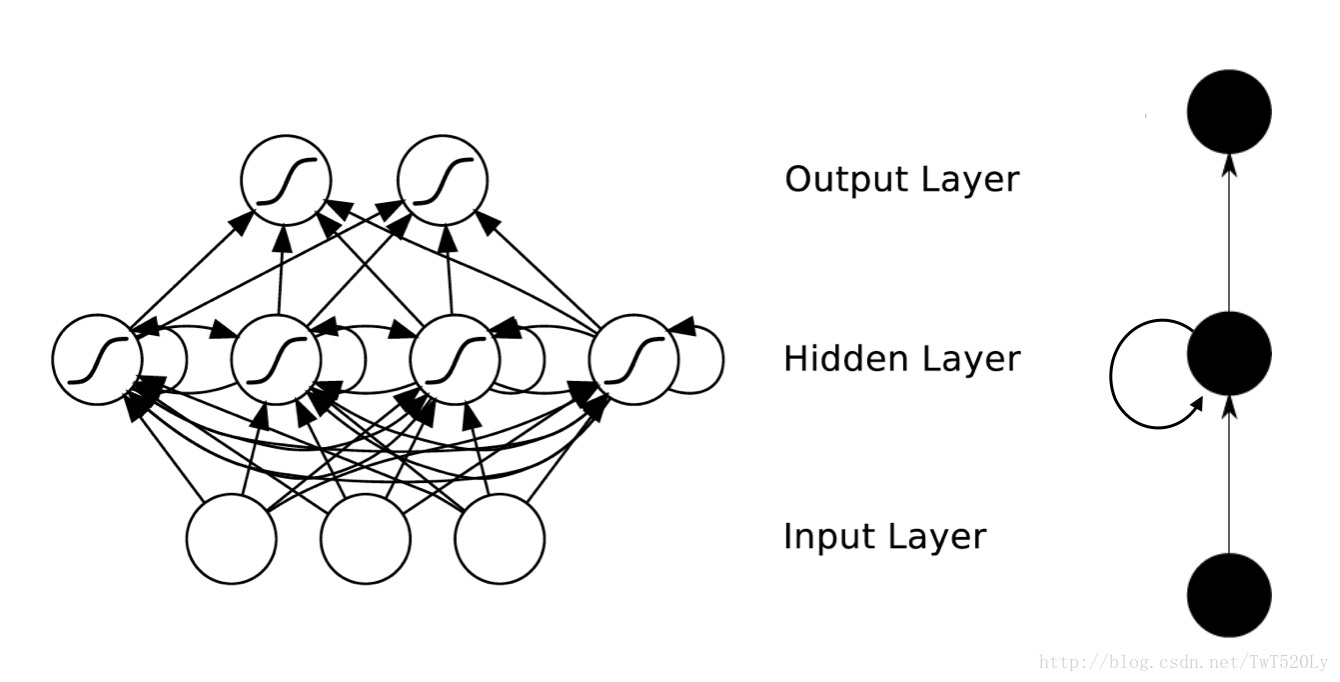 Output Layer
Hidden Layer
Input Layer
http://blog.csdn.net/TwT520Ly